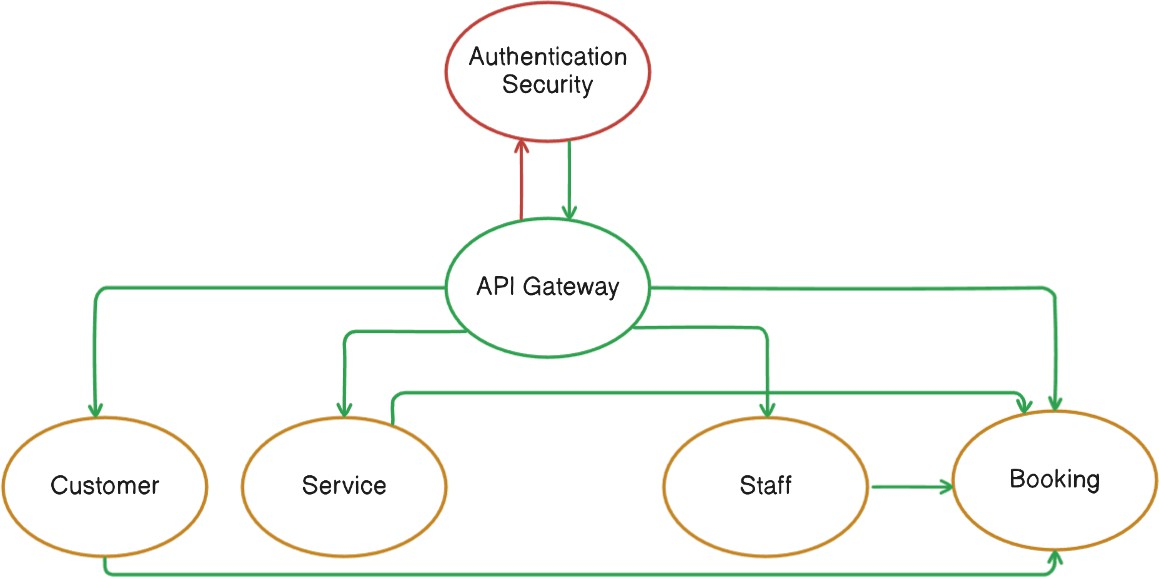 Authentication
Security
API Gateway
Customer
Service
Staff
Booking